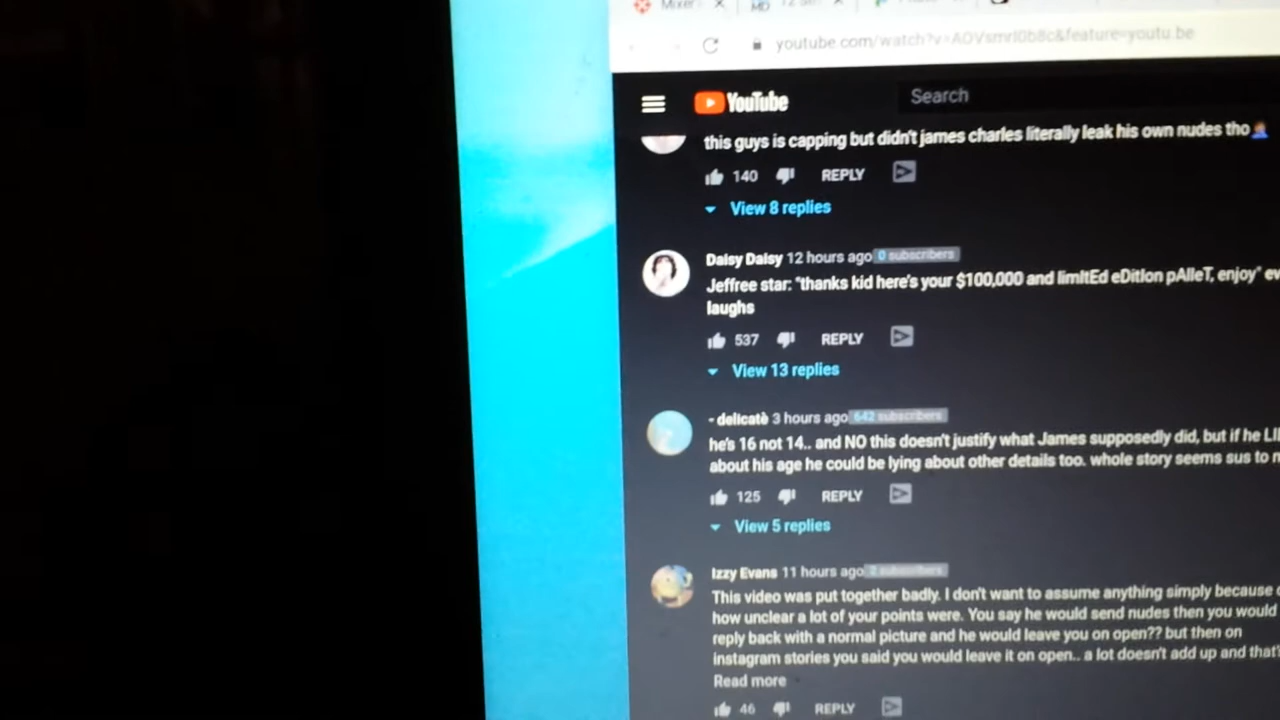 Mixer
youtube.com/watch?v=AOVsmrI0b8c&feature=youtu.be
YouTube
Search
this guys is capping but didn't james charles literally leak his own nudes tho
140 REPLY
View 8 replies
Daisy Daisy 12 hours ago 0 subscribers
Jeffree star: "thanks kid here's your $100,000 and limItEd eDitIon pAlleT, enjoy"
laughs
537 REPLY
View 13 replies
- delicatè 3 hours ago 642 subscribers
he's 16 not 14.. and NO this doesn't justify what James supposedly did, but if he
about his age he could be lying about other details too. whole story seems sus to
125 REPLY
View 5 replies
Izzy Evans 11 hours ago 2 subscribers
This video was put together badly. I don't want to assume anything simply because
how unclear a lot of your points were. You say he would send nudes then you would
reply back with a normal picture and he would leave you on open?? but then on
instagram stories you said you would leave it on open.. a lot doesn't add up and
Read more
46 REPLY